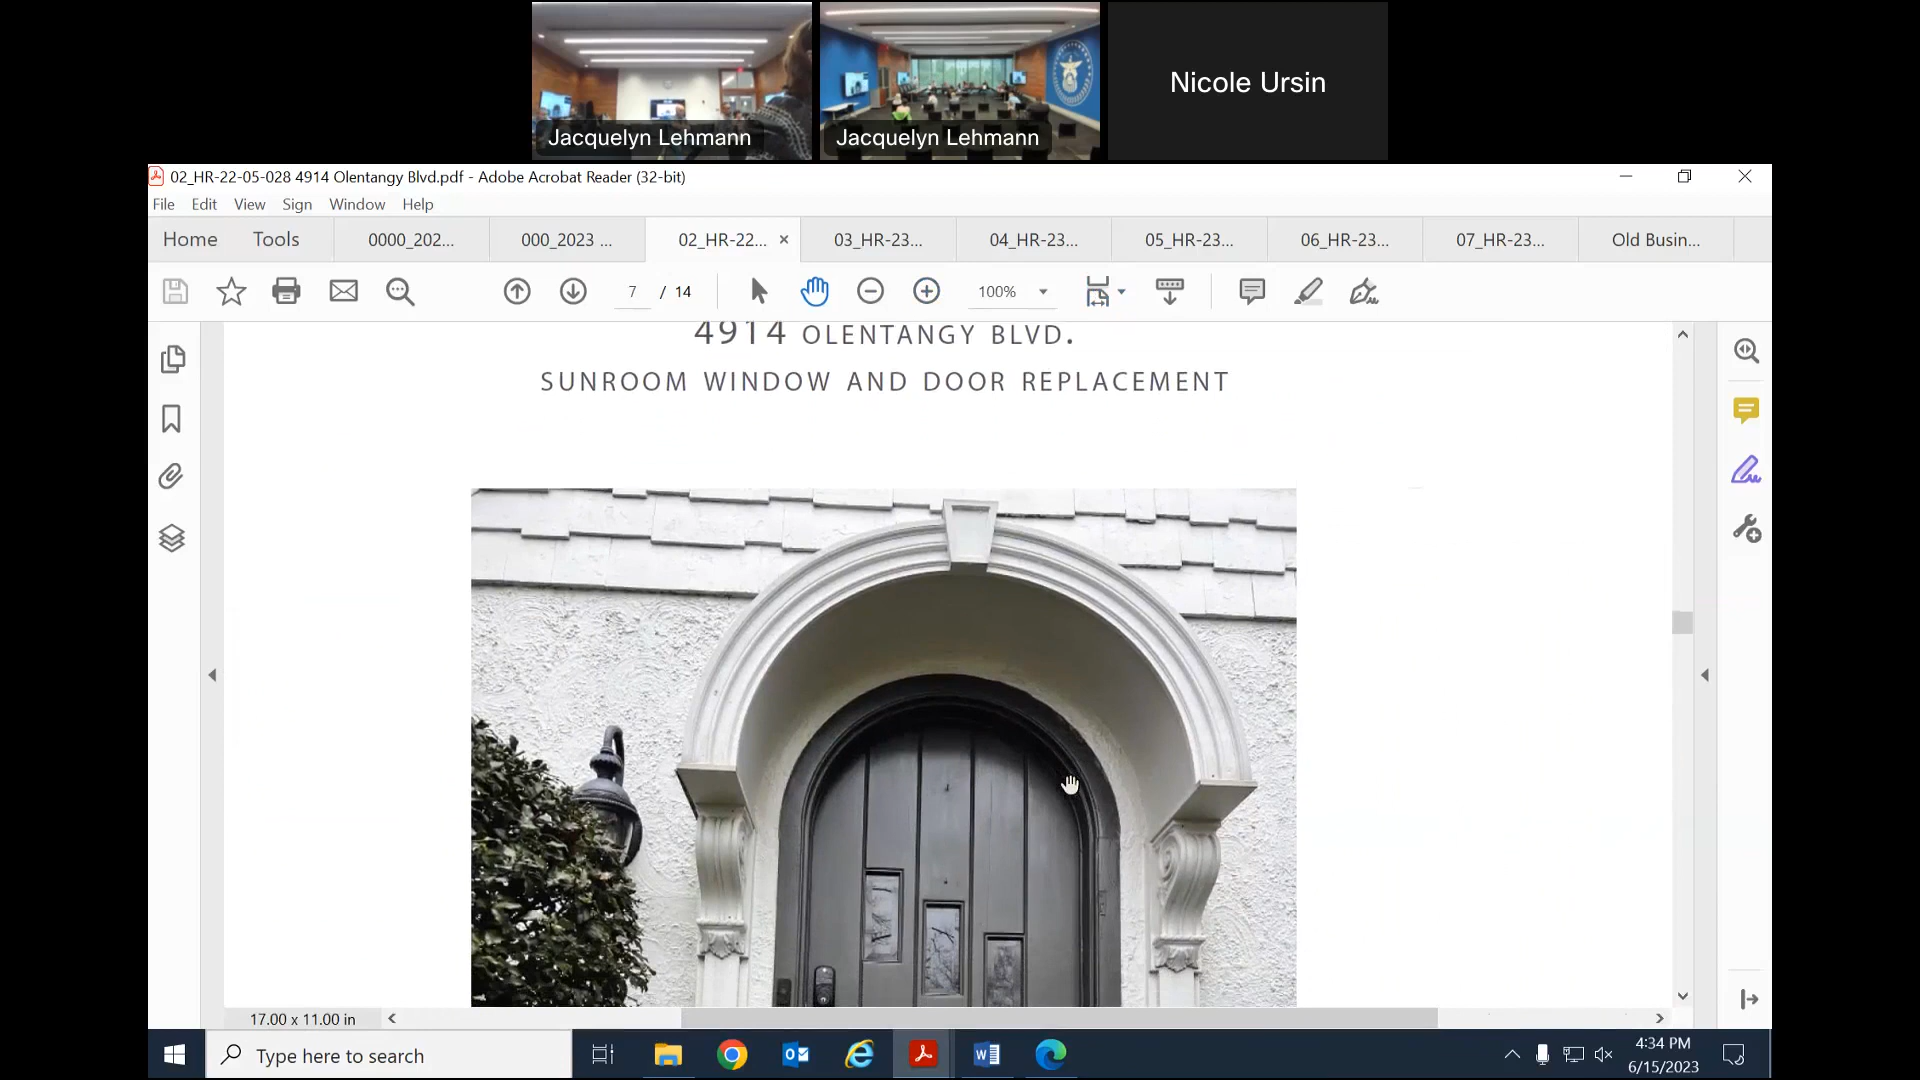 Jacquelyn Lehmann
Jacquelyn Lehmann
Nicole Ursin
02_HR-22-05-028 4914 Olentangy Blvd.pdf - Adobe Acrobat Reader (32-bit)
File Edit View Sign Window Help
Home Tools 0000_202... 000_2023 ... 02_HR-22... 03_HR-23... 04_HR-23... 05_HR-23... 06_HR-23... 07_HR-23... Old Busin...
7 / 14 100%
4914 OLENTANGY BLVD.
SUNROOM WINDOW AND DOOR REPLACEMENT
17.00 x 11.00 in
Type here to search
4:34 PM
6/15/2023